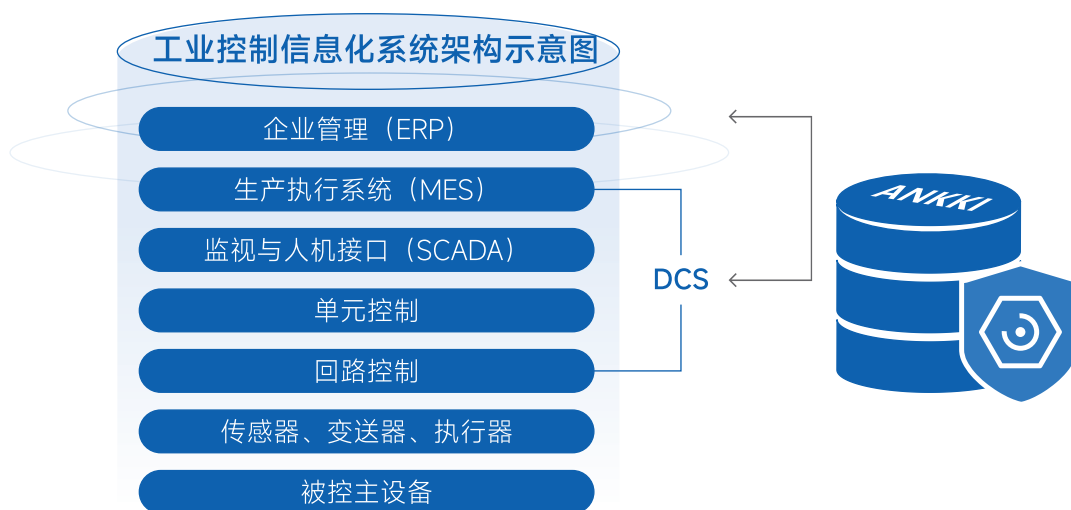 工业控制信息化系统架构示意图
企业管理（ERP）
生产执行系统（MES）
监视与人机接口（SCADA）
单元控制
回路控制
传感器、变送器、执行器
被控主设备
DCS
ANKKI